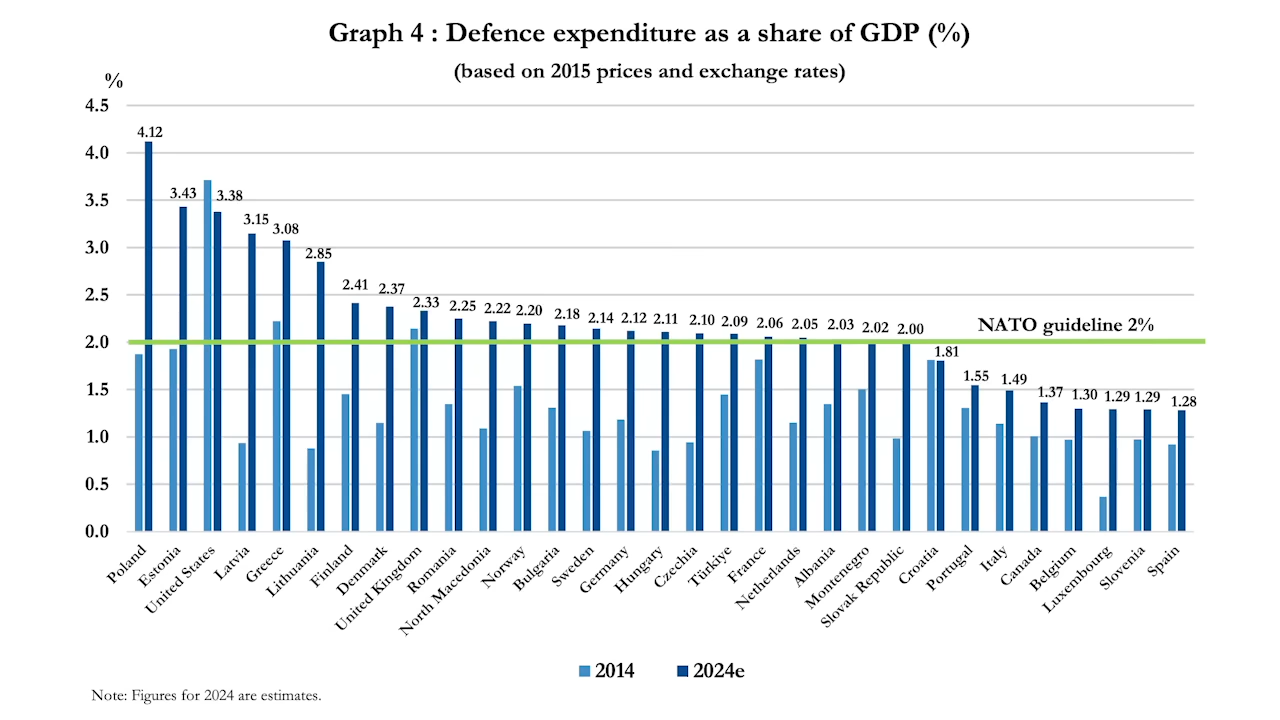 Graph 4 : Defence expenditure as a share of GDP (%)
(based on 2015 prices and exchange rates)
%
4.5
4.0
3.5
3.0
2.5
2.0
1.5
1.0
0.5
0.0
4.12
3.43
3.38
3.15
3.08
2.85
2.41
2.37
2.33
2.25
2.22
2.20
2.18
2.14
2.12
2.11
2.10
2.09
2.06
2.05
2.03
2.02
2.00
1.81
1.55
1.49
1.37
1.30
1.29
1.29
1.28
NATO guideline 2%
Poland
Estonia
United States
Latvia
Greece
Lithuania
Finland
Denmark
United Kingdom
Romania
North Macedonia
Norway
Bulgaria
Sweden
Germany
Hungary
Czechia
Türkiye
France
Netherlands
Albania
Montenegro
Slovak Republic
Croatia
Portugal
Italy
Canada
Belgium
Luxembourg
Slovenia
Spain
2014
2024e
Note: Figures for 2024 are estimates.